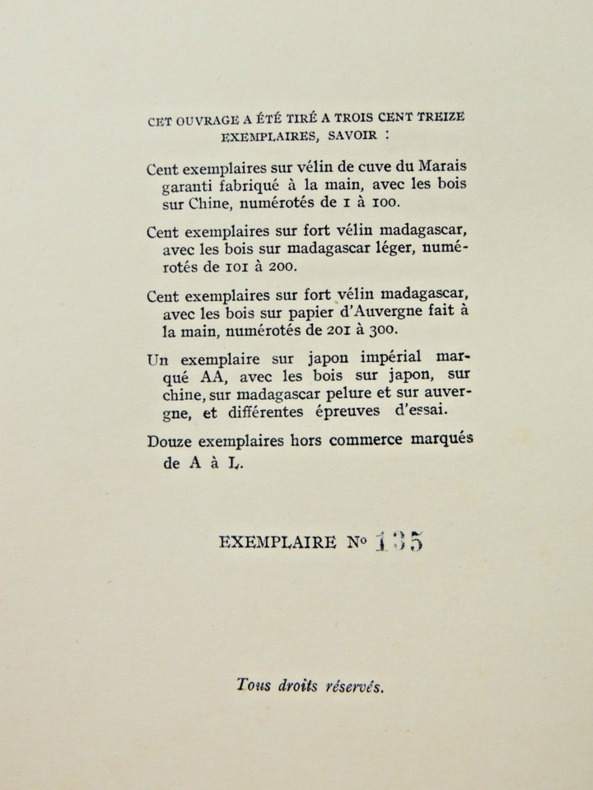 CET OUVRAGE A ÉTÉ TIRÉ A TROIS CENT TREIZE
EXEMPLAIRES, SAVOIR :
Cent exemplaires sur vélin de cuve du Marais
garanti fabriqué à la main, avec les bois
sur Chine, numérotés de 1 à 100.
Cent exemplaires sur fort vélin madagascar,
avec les bois sur madagascar léger, numé-
rotés de 101 à 200.
Cent exemplaires sur fort vélin madagascar,
avec les bois sur papier d'Auvergne fait à
la main, numérotés de 201 à 300.
Un exemplaire sur japon impérial mar-
qué AA, avec les bois sur japon, sur
chine, sur madagascar pelure et sur auver-
gne, et différentes épreuves d'essai.
Douze exemplaires hors commerce marqués
de A à L.
EXEMPLAIRE Nº 135
Tous droits réservés.